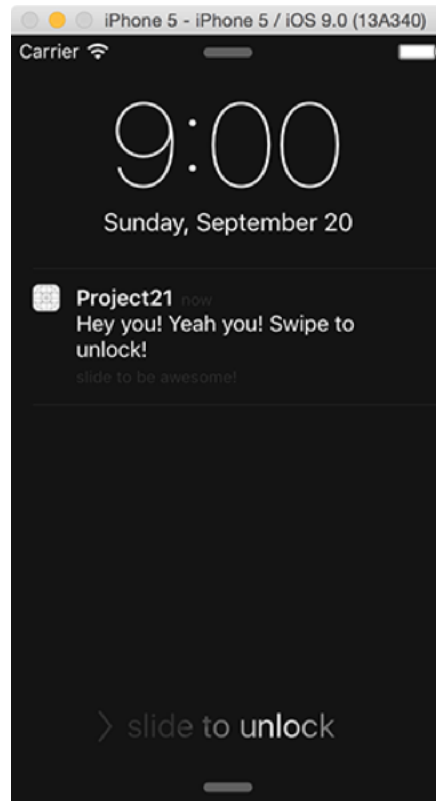 iPhone 5 - iPhone 5 / iOS 9.0 (13A340)
Carrier
9:00
Sunday, September 20
Project21 now
Hey you! Yeah you! Swipe to
unlock!
slide to be awesome!
> slide to unlock